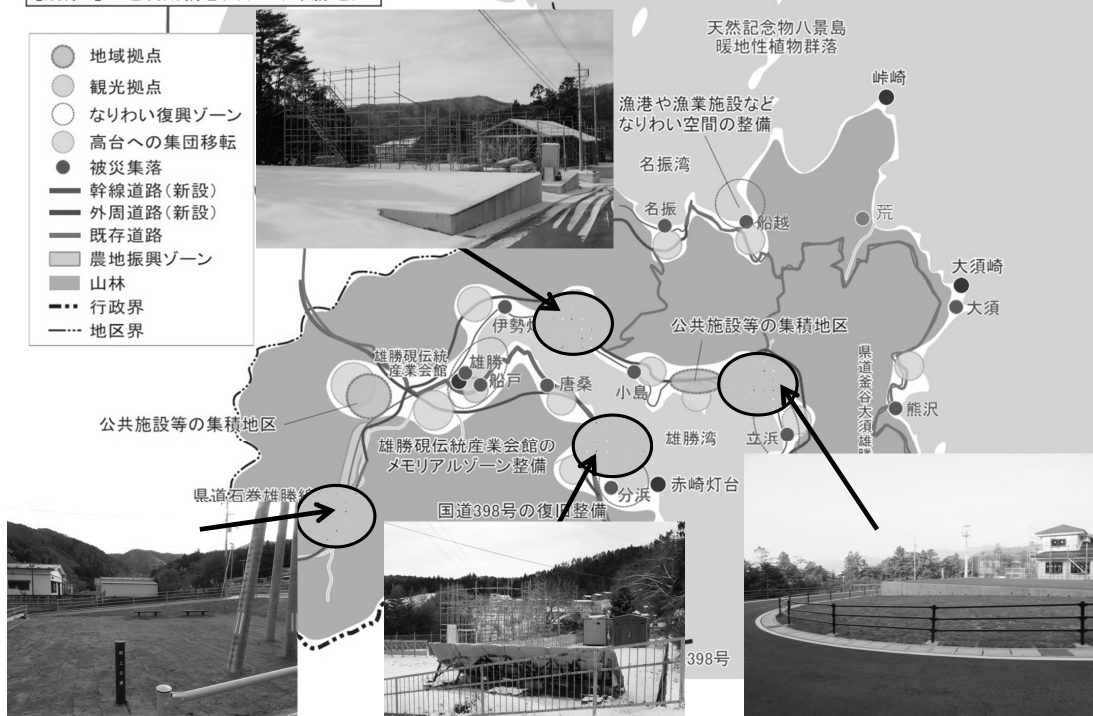 地域拠点
観光拠点
なりわい復興ゾーン
高台への集団移転
被災集落
幹線道路(新設)
外周道路(新設)
既存道路
農地振興ゾーン
山林
行政界
地区界
天然記念物八景島
暖地性植物群落
峠崎
漁港や漁業施設など
なりわい空間の整備
名振湾
名振
船越
荒
大須崎
大須
公共施設等の集積地区
伊勢畑
雄勝硯伝統
産業会館
雄勝
船戸
唐桑
小島
県道釜谷大須雄勝
熊沢
公共施設等の集積地区
雄勝硯伝統産業会館の
メモリアルゾーン整備
雄勝湾
立浜
県道石巻雄勝線
分浜
赤崎灯台
国道398号の復旧整備
398号